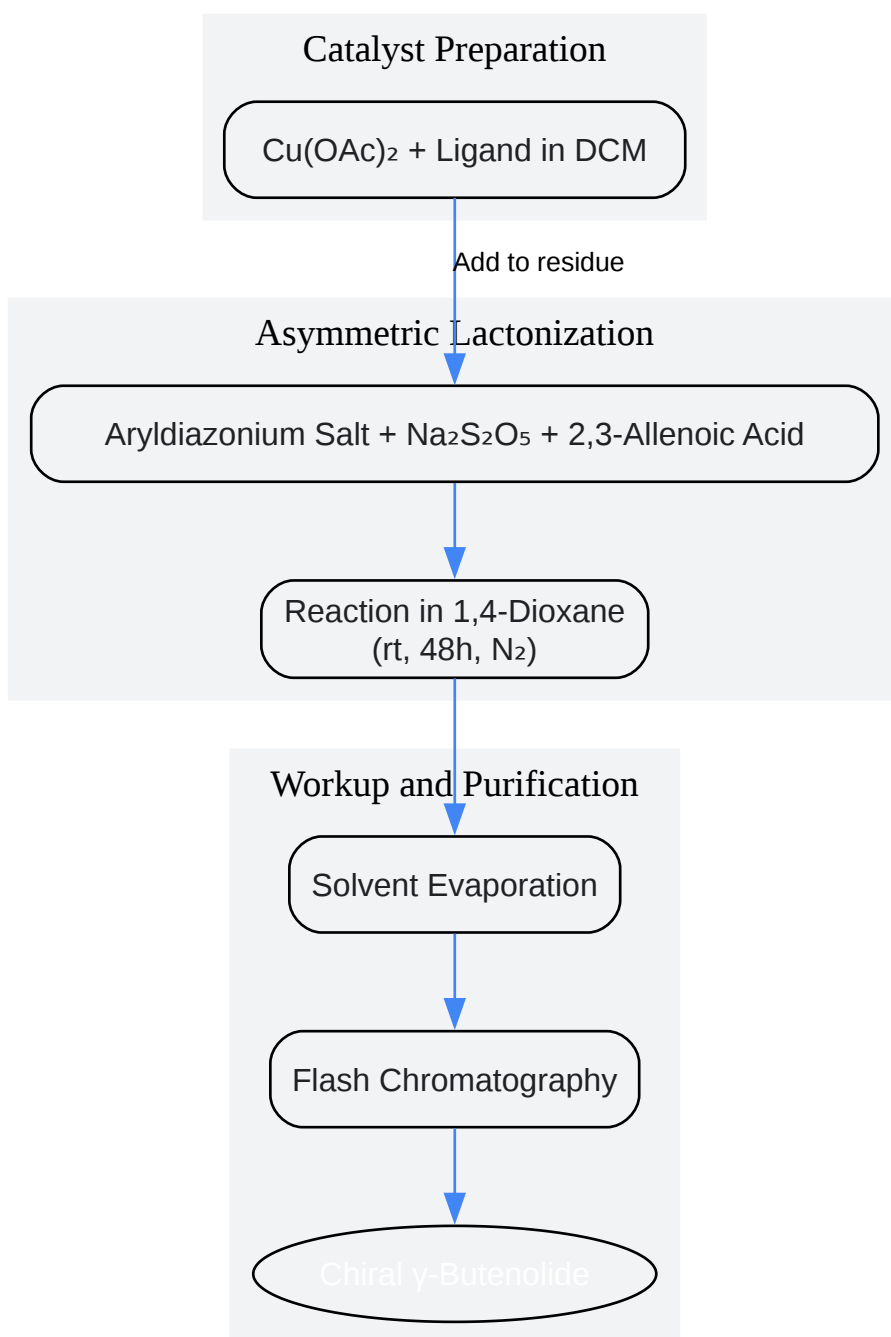 Catalyst Preparation
Cu(OAc)₂ + Ligand in DCM
Add to residue
Asymmetric Lactonization
Aryldiazonium Salt + Na₂S₂O₅ + 2,3-Allenoic Acid
Reaction in 1,4-Dioxane
(rt, 48h, N₂)
Workup and Purification
Solvent Evaporation
Flash Chromatography
Chiral γ-Butenolide